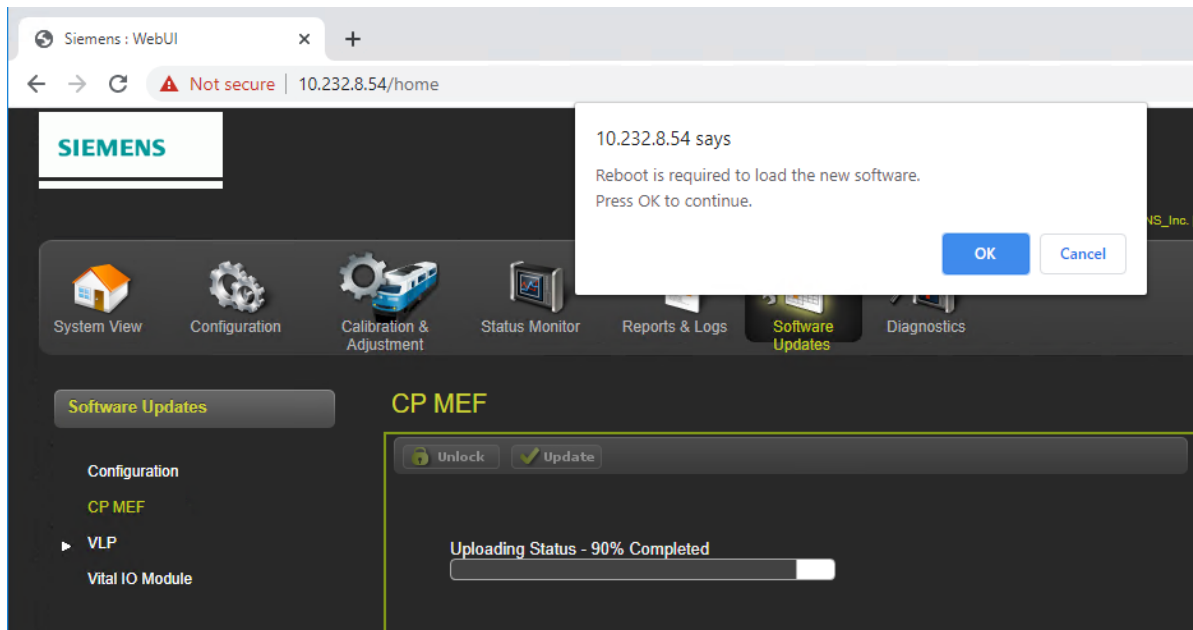 Siemens : WebUI
Not secure | 10.232.8.54/home
10.232.8.54 says
Reboot is required to load the new software.
Press OK to continue.
OK Cancel
SIEMENS
NS_Inc.
System View Configuration Calibration & Adjustment Status Monitor Reports & Logs Software Updates Diagnostics
Software Updates
Configuration
CP MEF
VLP
Vital IO Module
CP MEF
Unlock Update
Uploading Status - 90% Completed